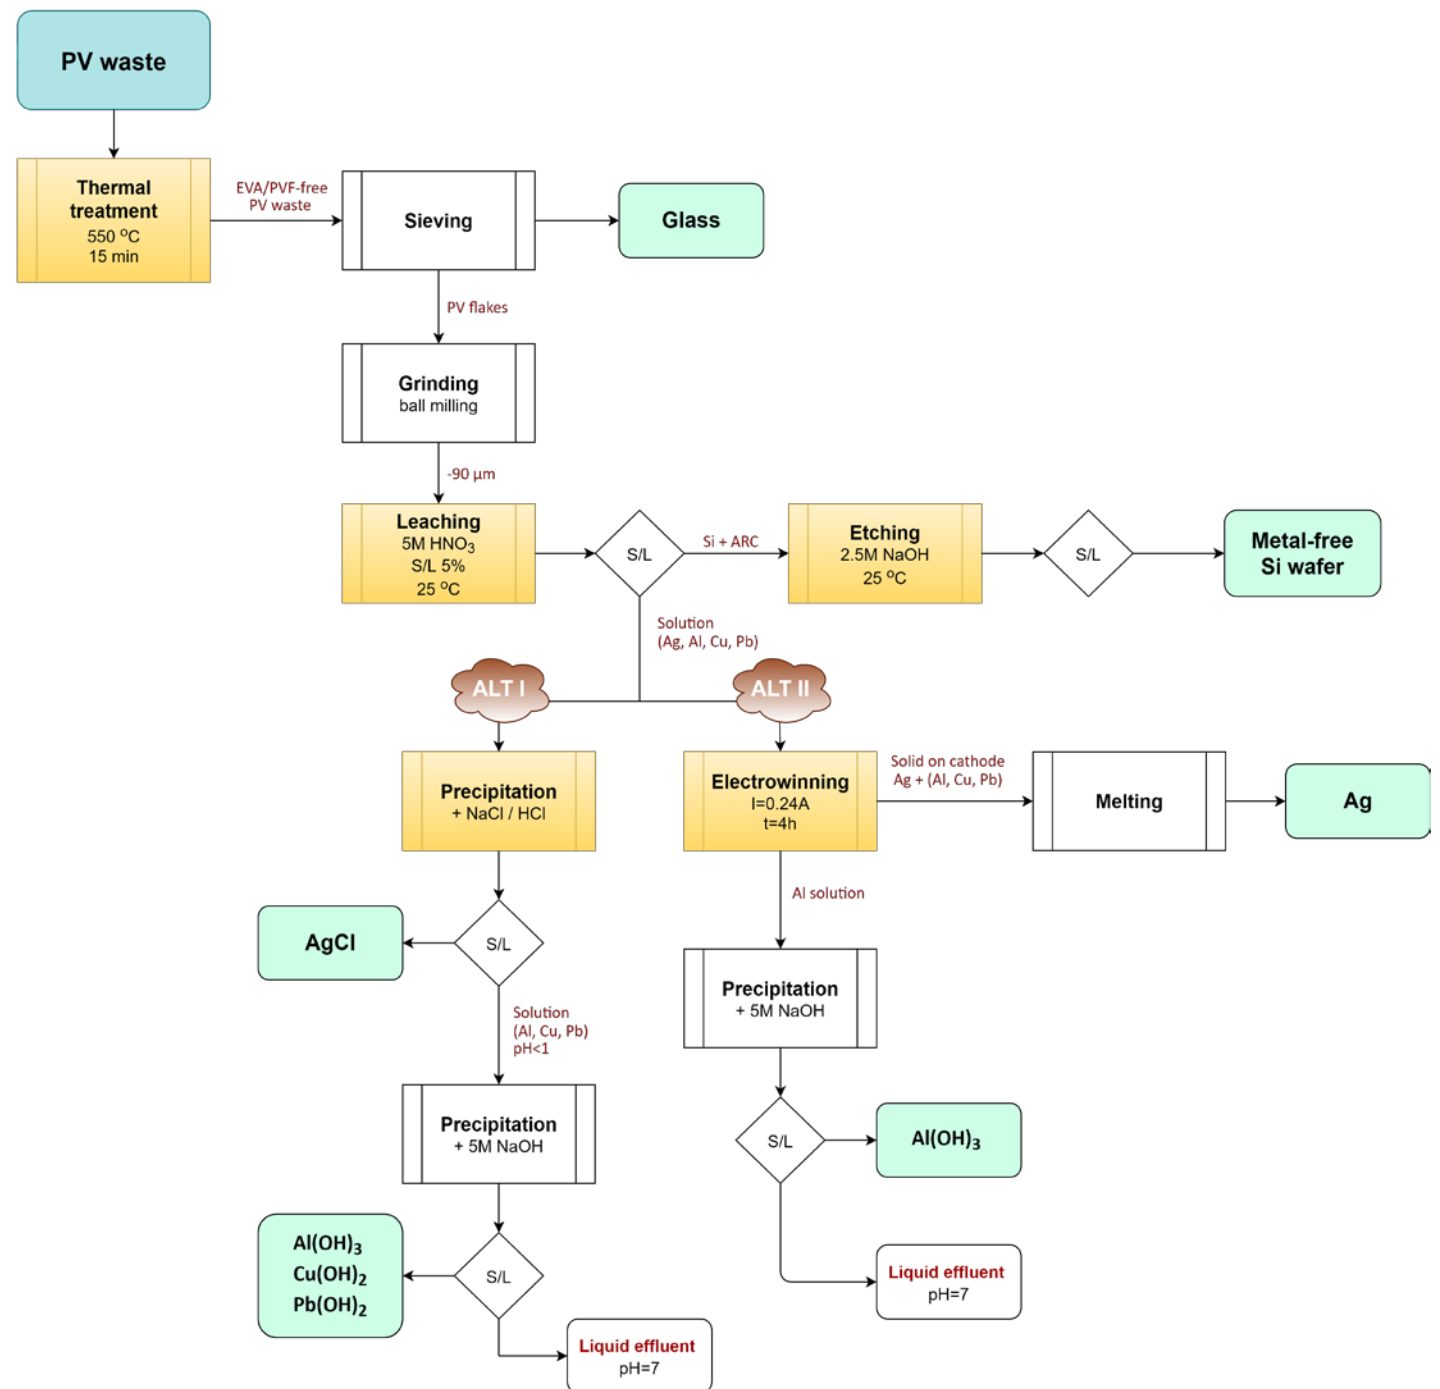 PV waste
Thermal
treatment
550 ⁰C
15 min
EVA/PVF-free
PV waste
Sieving
Glass
PV flakes
Grinding
ball milling
-90 µm
Leaching
5M HNO₃
S/L 5%
25 ⁰C
S/L
Si + ARC
Etching
2.5M NaOH
25 ⁰C
S/L
Metal-free
Si wafer
Solution
(Ag, Al, Cu, Pb)
ALT I
ALT II
Precipitation
+ NaCl / HCl
Electrowinning
I=0.24A
t=4h
Solid on cathode
Ag + (Al, Cu, Pb)
Melting
Ag
Al solution
AgCl
S/L
Solution
(Al, Cu, Pb)
pH<1
Precipitation
+ 5M NaOH
Precipitation
+ 5M NaOH
S/L
Al(OH)₃
Al(OH)₃
Cu(OH)₂
Pb(OH)₂
S/L
Liquid effluent
pH=7
Liquid effluent
pH=7